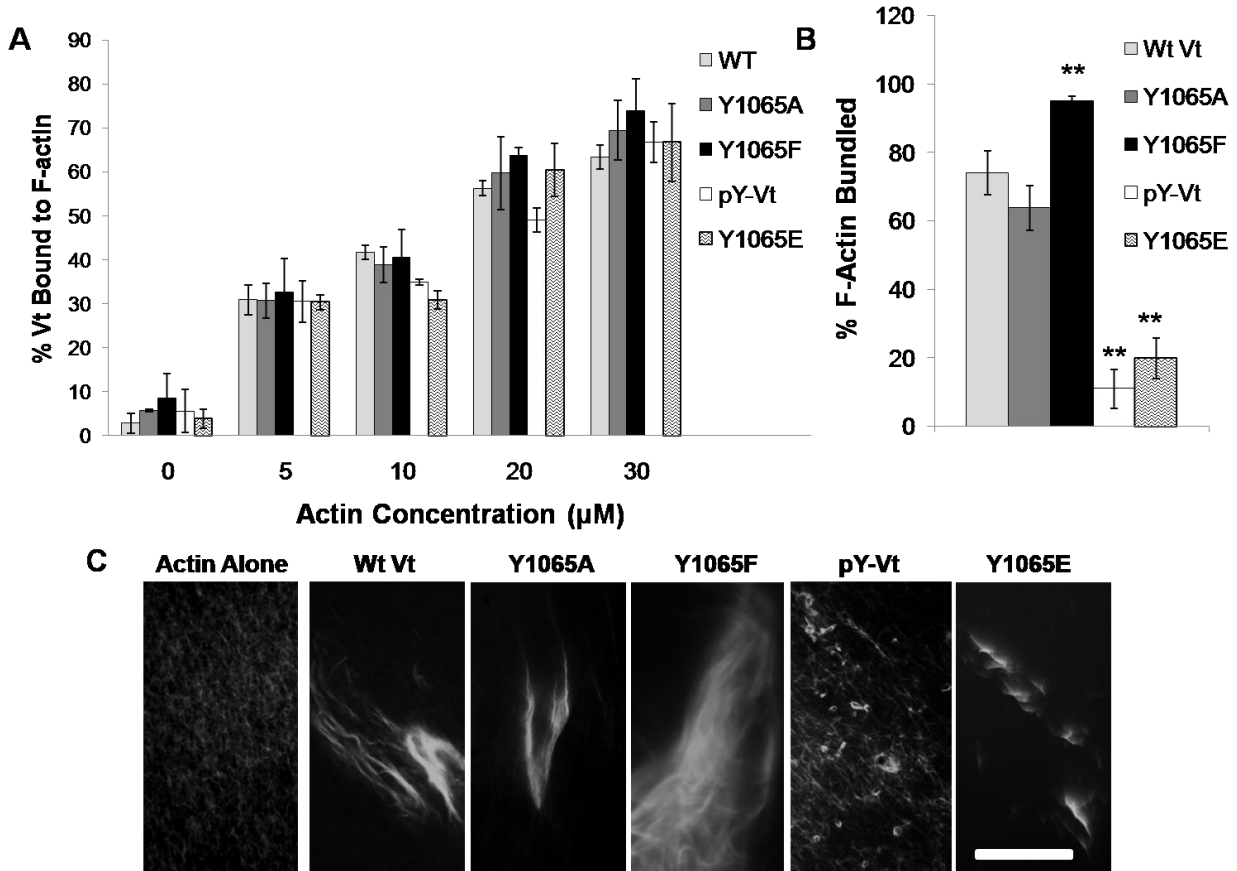 A
90
80
70
60
50
40
30
20
10
0
% Vt Bound to F-actin
WT
Y1065A
Y1065F
pY-Vt
Y1065E
0 5 10 20 30
Actin Concentration (µM)
B
120
100
80
60
40
20
0
% F-Actin Bundled
**
**
**
Wt Vt
Y1065A
Y1065F
pY-Vt
Y1065E
C
Actin Alone Wt Vt Y1065A Y1065F pY-Vt Y1065E